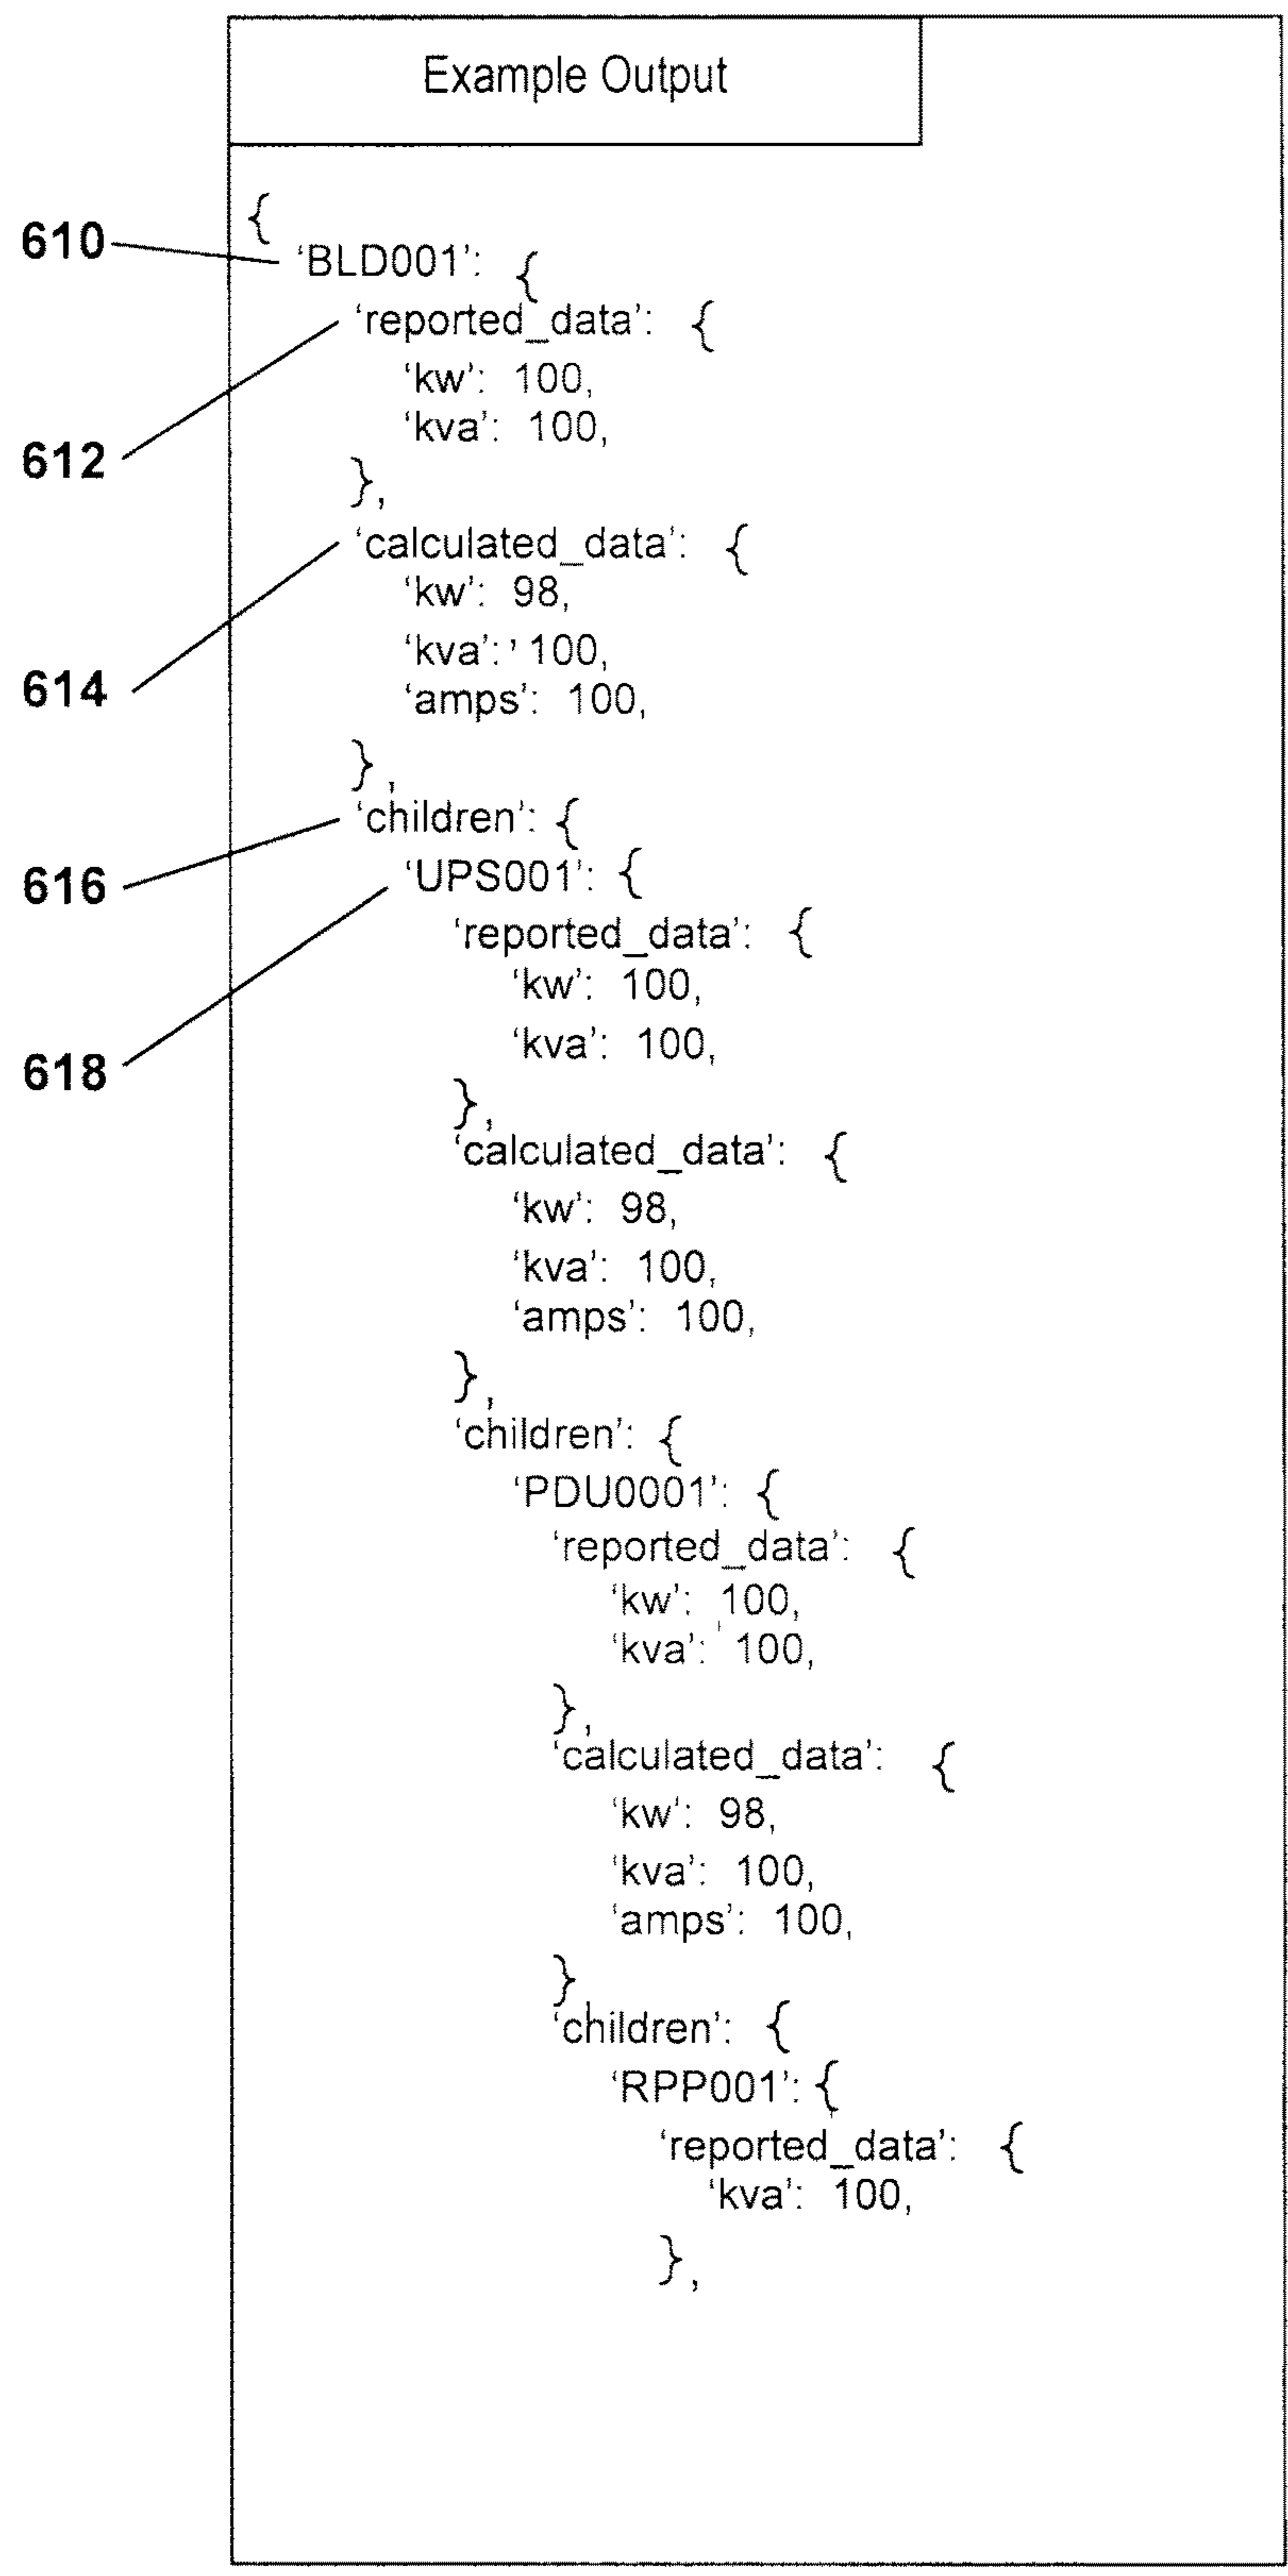 Example Output
{
610 ‘BLD001’: {
‘reported_data’: {
‘kw’: 100,
612 ‘kva’: 100,
},
‘calculated_data’: {
‘kw’: 98,
‘kva’: ’ 100,
614 ‘amps’: 100,
},
‘children’: {
616 ‘UPS001’: {
‘reported_data’: {
‘kw’: 100,
‘kva’: 100,
618
},
‘calculated_data’: {
‘kw’: 98,
‘kva’: 100,
‘amps’: 100,
},
‘children’: {
‘PDU0001’: {
‘reported_data’: {
‘kw’: 100,
‘kva’: ' 100,
},
‘calculated_data’: {
‘kw’: 98,
‘kva’: 100,
‘amps’: 100,
}
‘children’: {
‘RPP001’: {
‘reported_data’: {
‘kva’: 100,
},